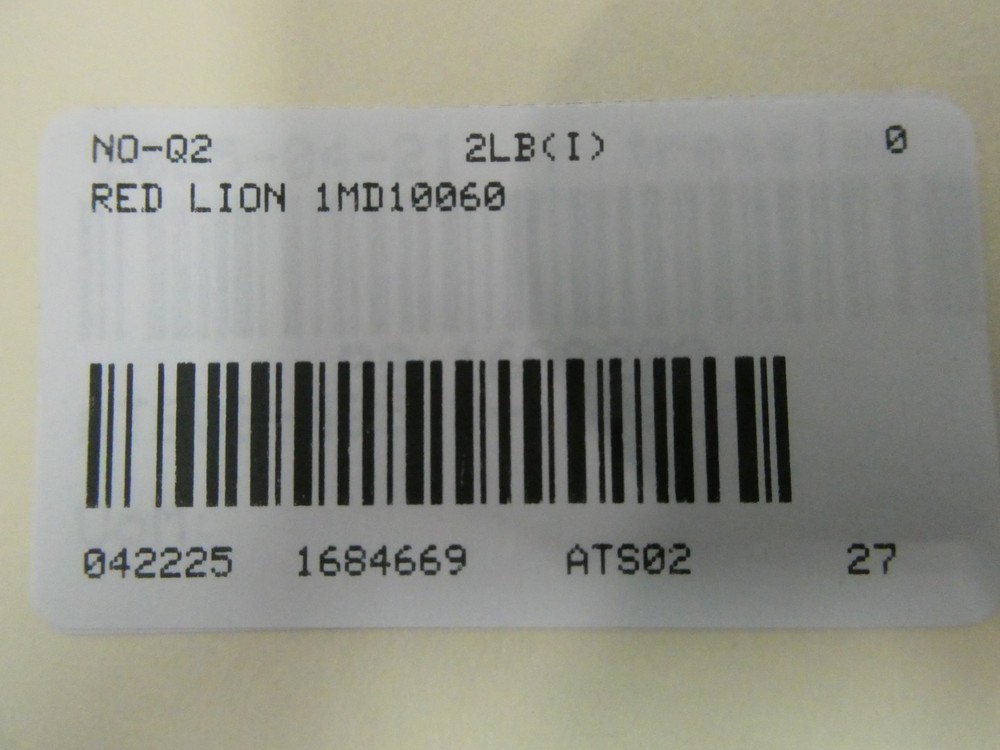 NO-Q2 2LB(I) 0
RED LION 1MD10060
042225 1684669 ATS02 27